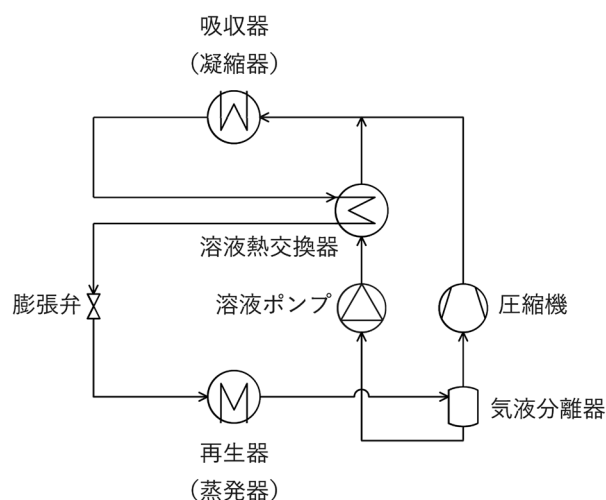 吸収器
（凝縮器）
溶液熱交換器
膨張弁
溶液ポンプ
圧縮機
気液分離器
再生器
（蒸発器）